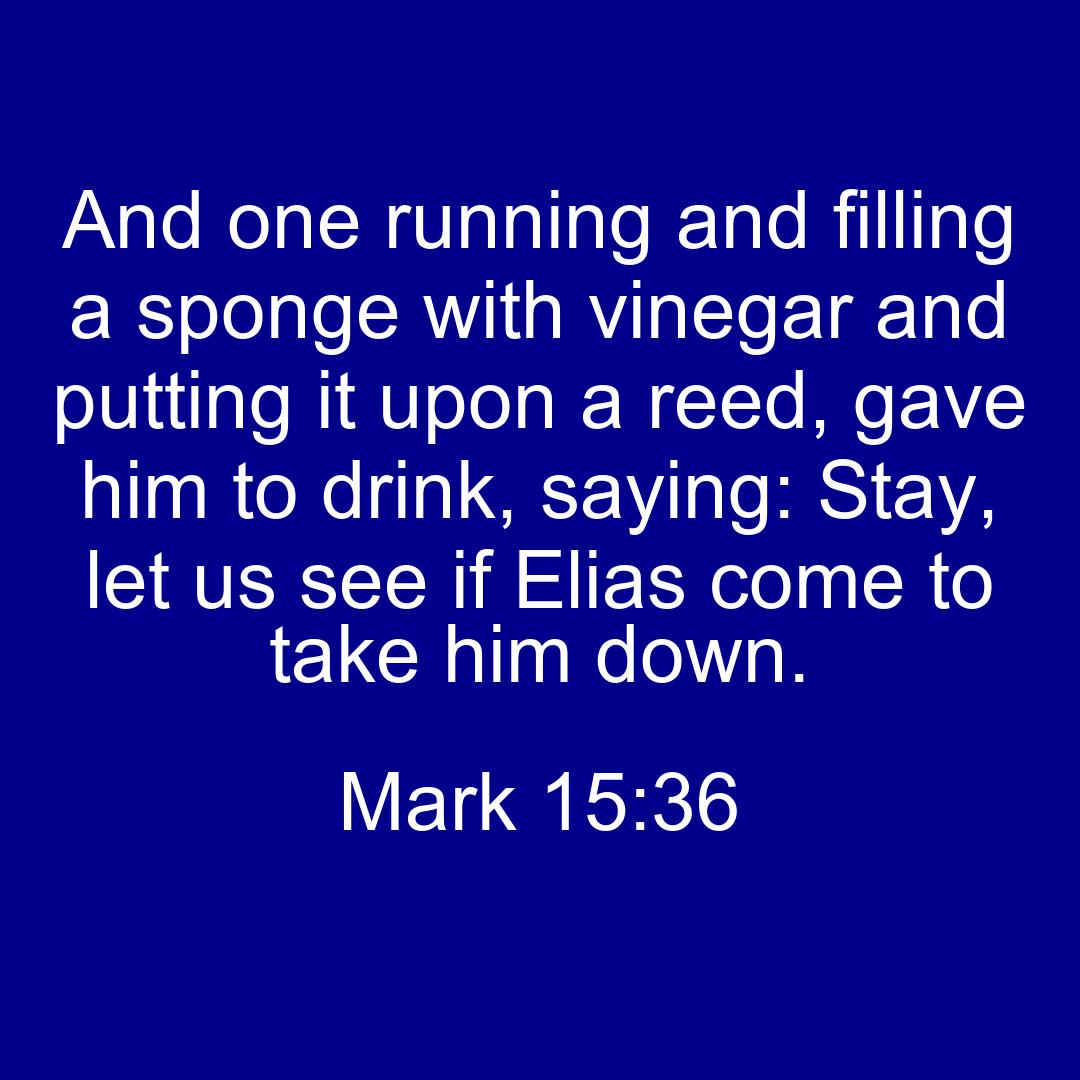 And one running and filling
a sponge with vinegar and
putting it upon a reed, gave
him to drink, saying: Stay,
let us see if Elias come to
take him down.
Mark 15:36